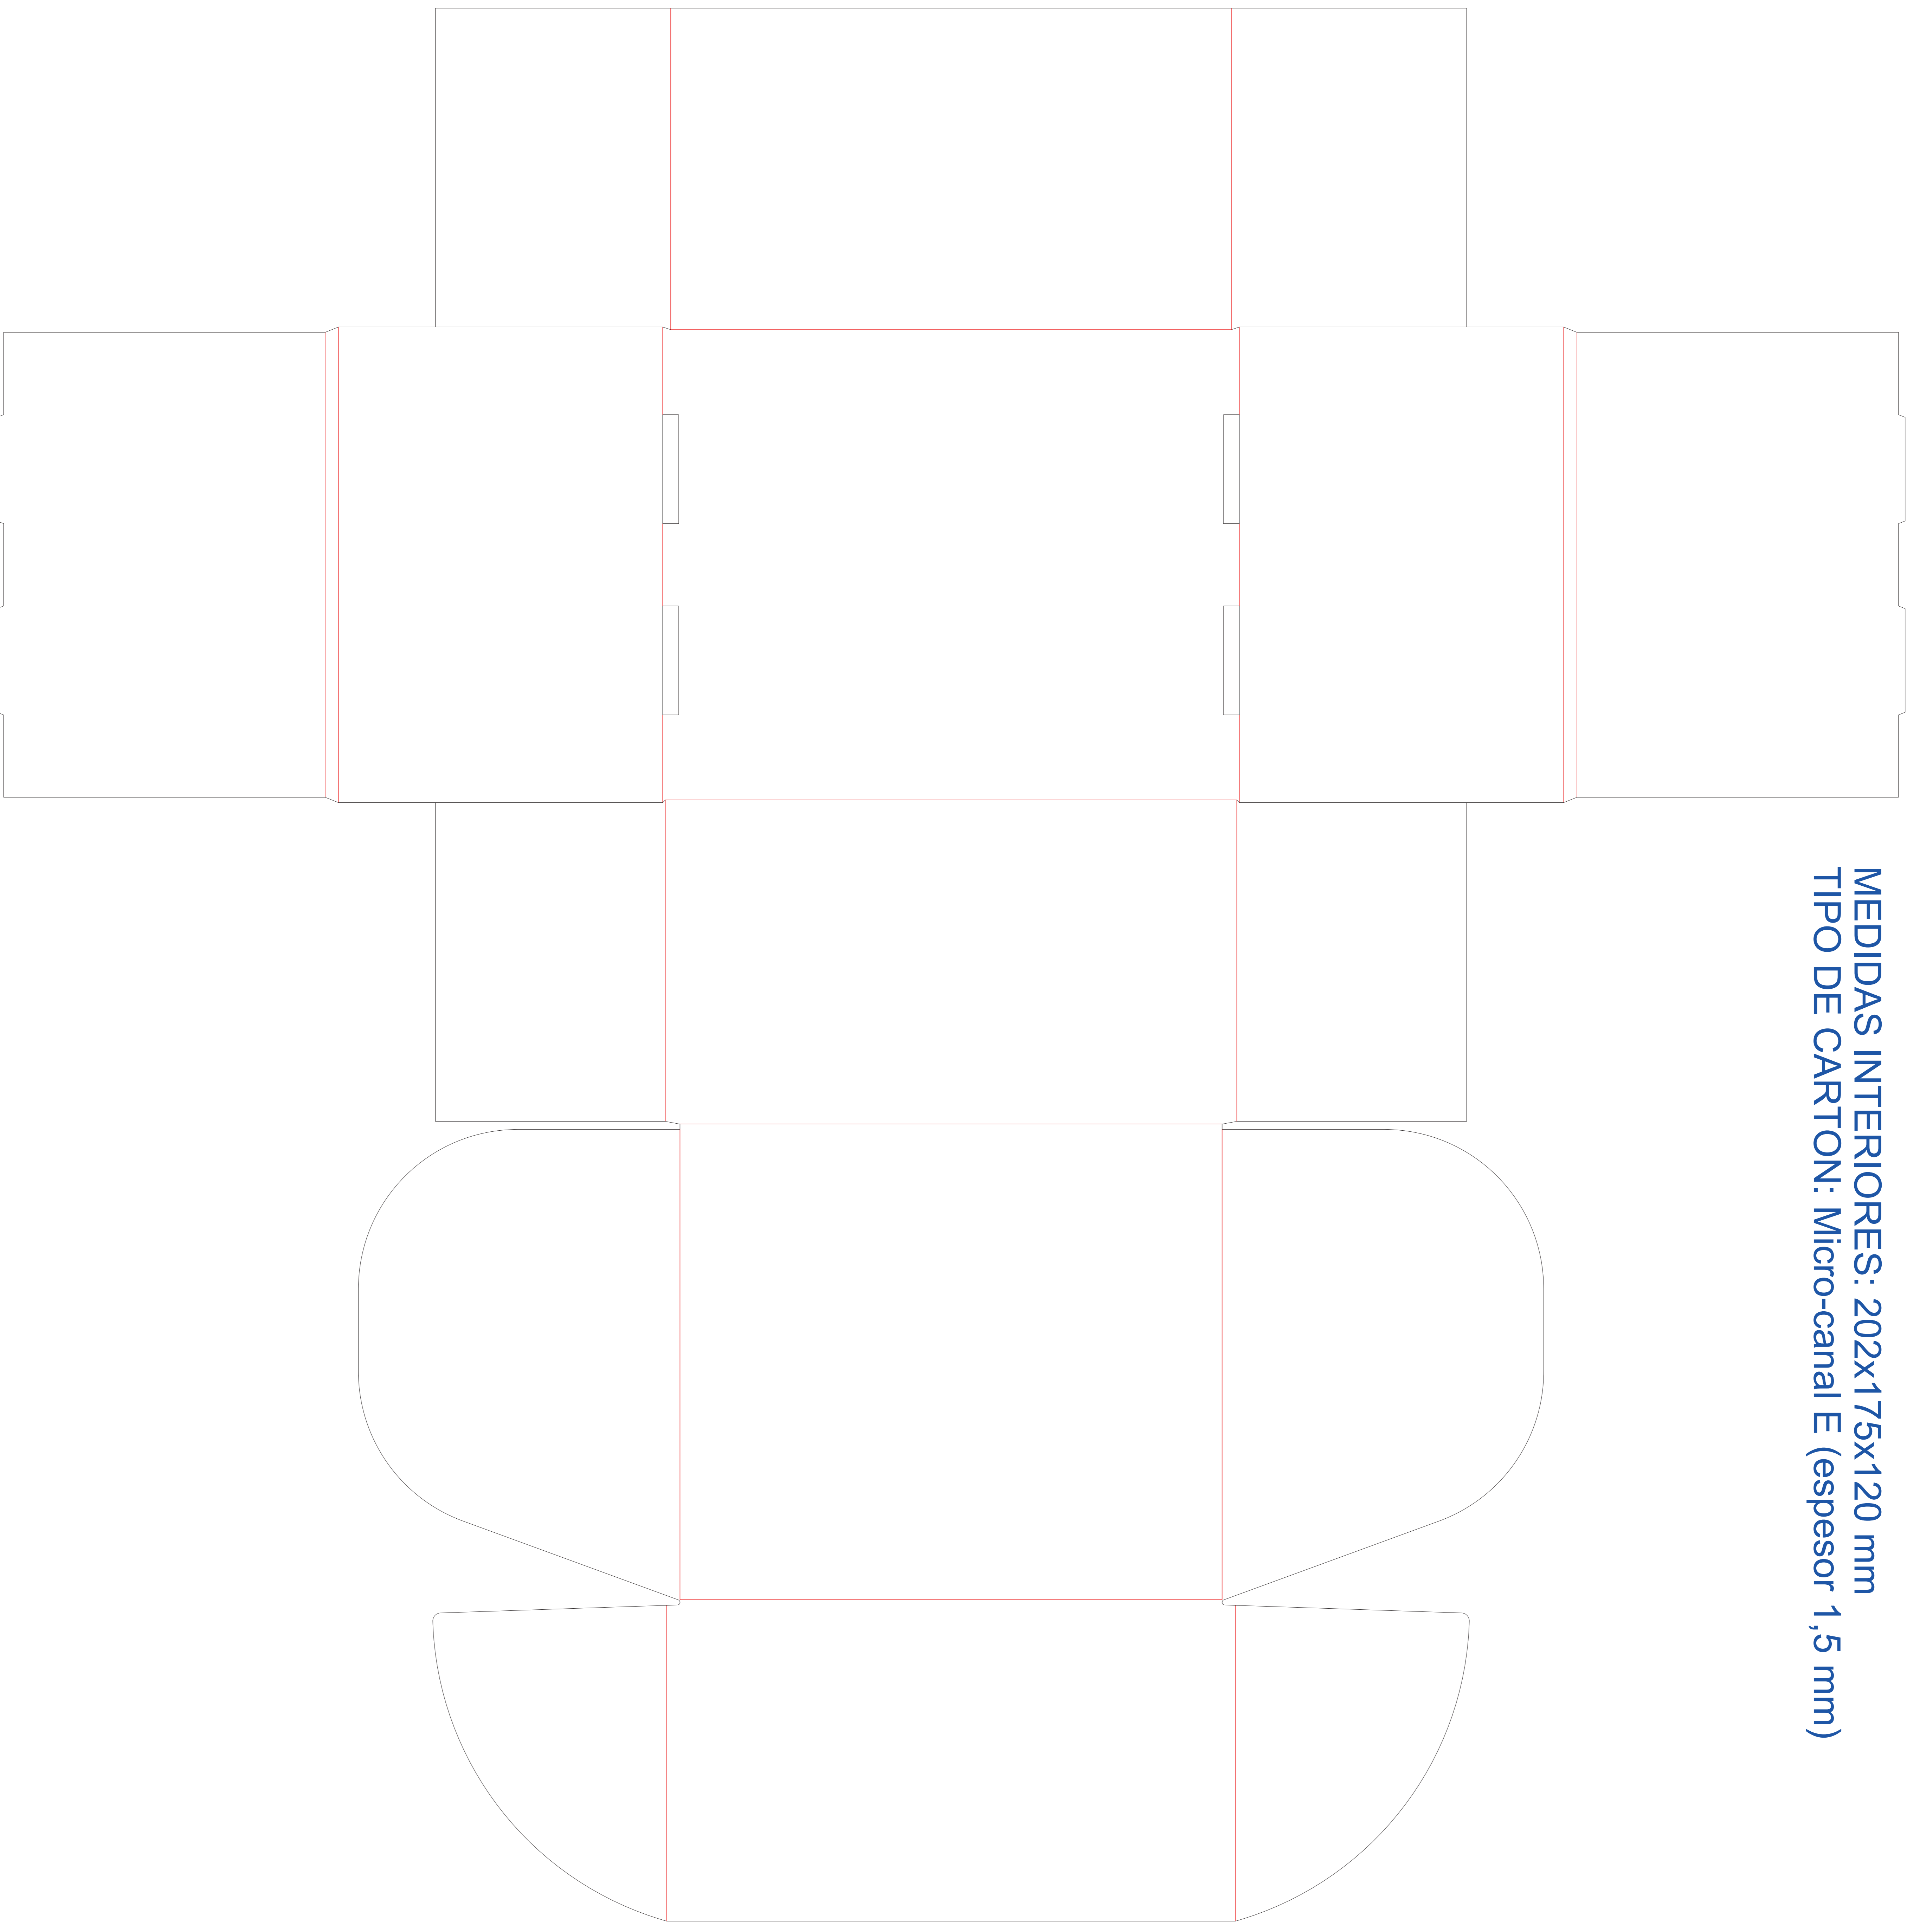 MEDIDAS INTERIORES: 202x175x120 mm
TIPO DE CARTON: Micro-canal E (espesor 1,5 mm)